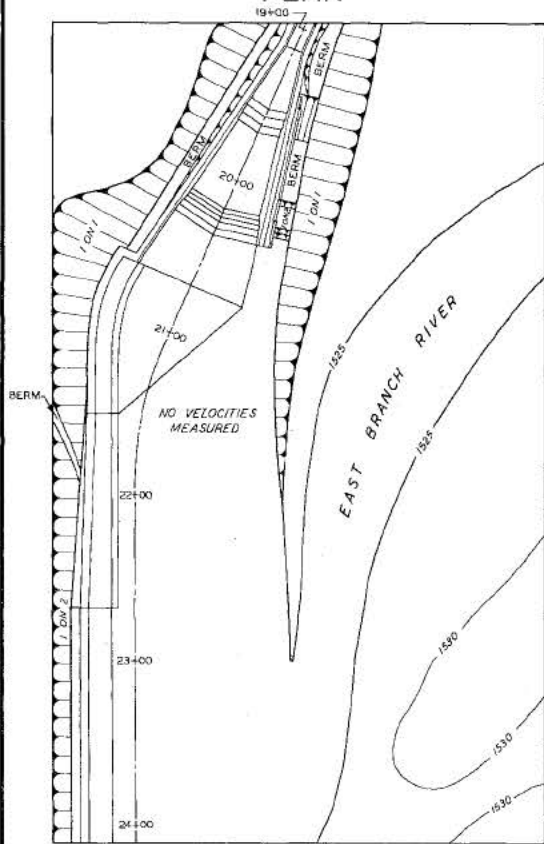 19+00
BERM
BERM
20+00
BERM
1 ON 1
1 ON 1
21+00
1525
EAST BRANCH RIVER
BERM
NO VELOCITIES
MEASURED
1525
22+00
1 ON 2
23+00
1530
1530
1530
24+00